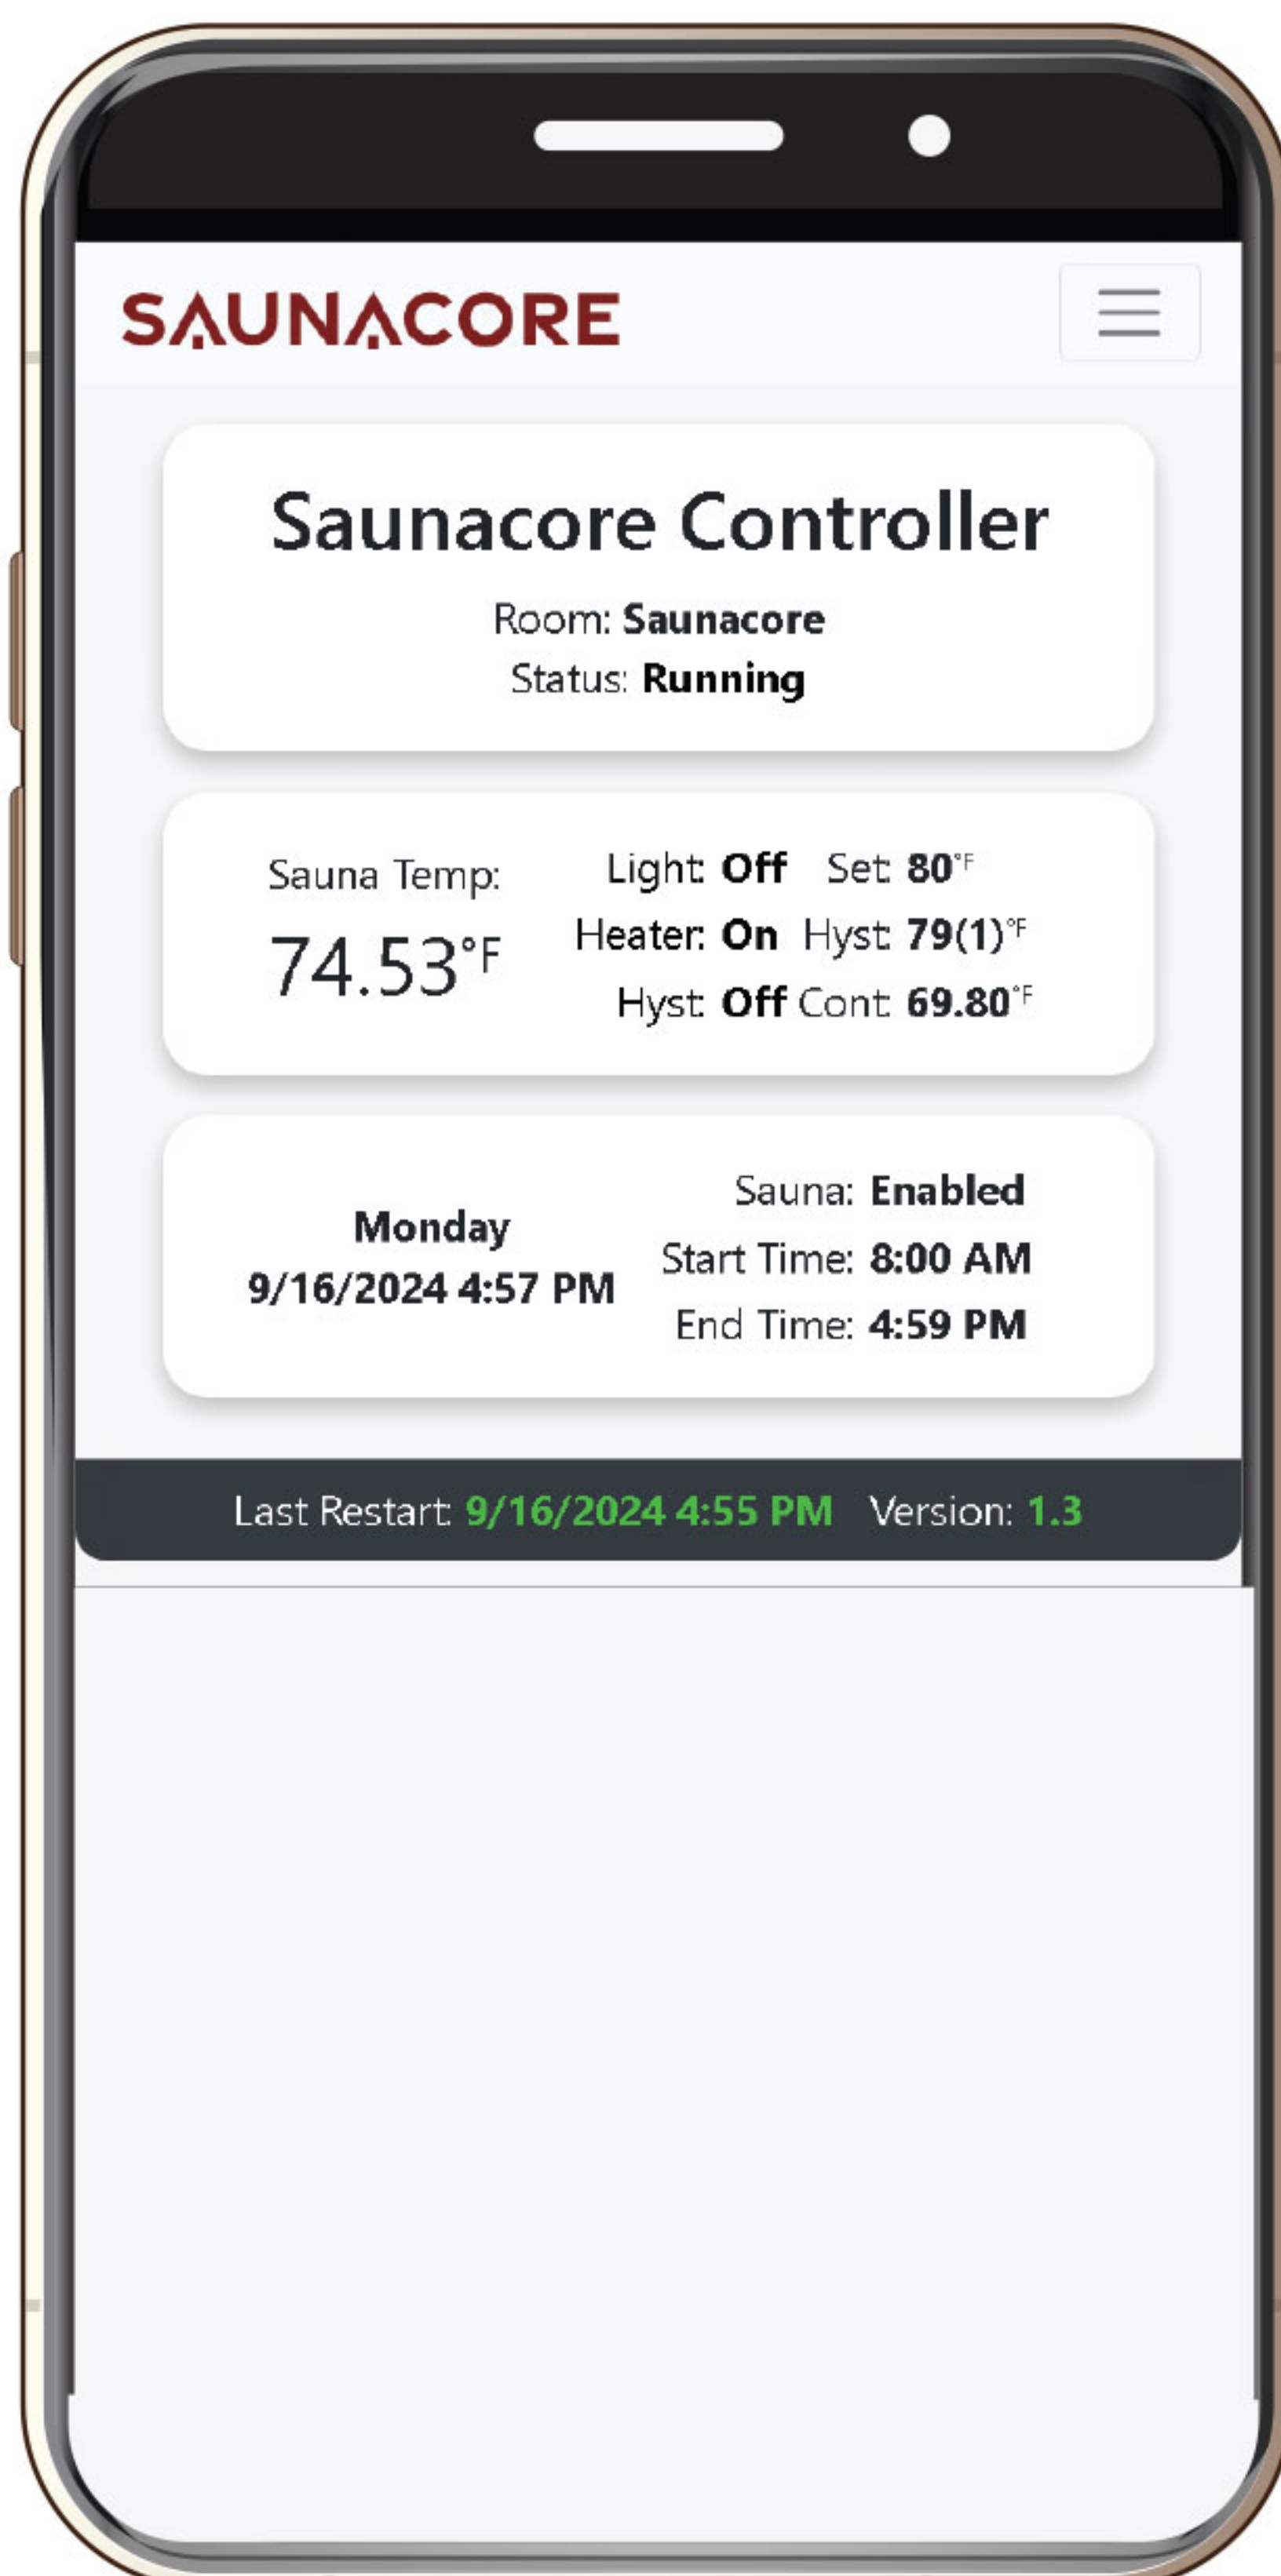 SAUNACORE
Saunacore Controller
Room: Saunacore
Status: Running
Sauna Temp:
74.53°F
Light: Off Set: 80°F
Heater: On Hyst: 79(1)°F
Hyst: Off Cont: 69.80°F
Monday
9/16/2024 4:57 PM
Sauna: Enabled
Start Time: 8:00 AM
End Time: 4:59 PM
Last Restart: 9/16/2024 4:55 PM Version: 1.3